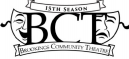 15TH SEASON
BCT
BROOKINGS COMMUNITY THEATRE